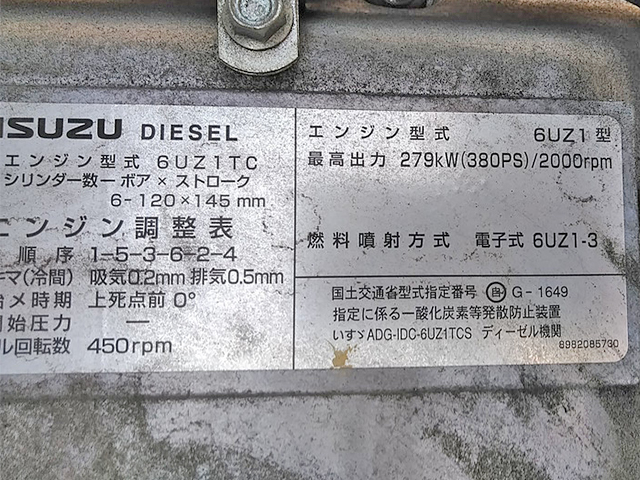 ISUZU DIESEL
エンジン型式 6UZ1TC
シリンダー数ーボア×ストローク
6-120×145mm
エンジン調整表
順序 1-5-3-6-2-4
キマ(冷間) 吸気0.2mm 排気0.5mm
始メ時期 上死点前 0°
始圧力 —
ル回転数 450rpm
エンジン型式 6UZ1型
最高出力 279kW(380PS)/2000rpm
燃料噴射方式 電子式 6UZ1-3
国土交通省型式指定番号 自 G-1649
指定に係る一酸化炭素等発散防止装置
いすゞADG-IDC-6UZ1TCS ディーゼル機関
8982085730